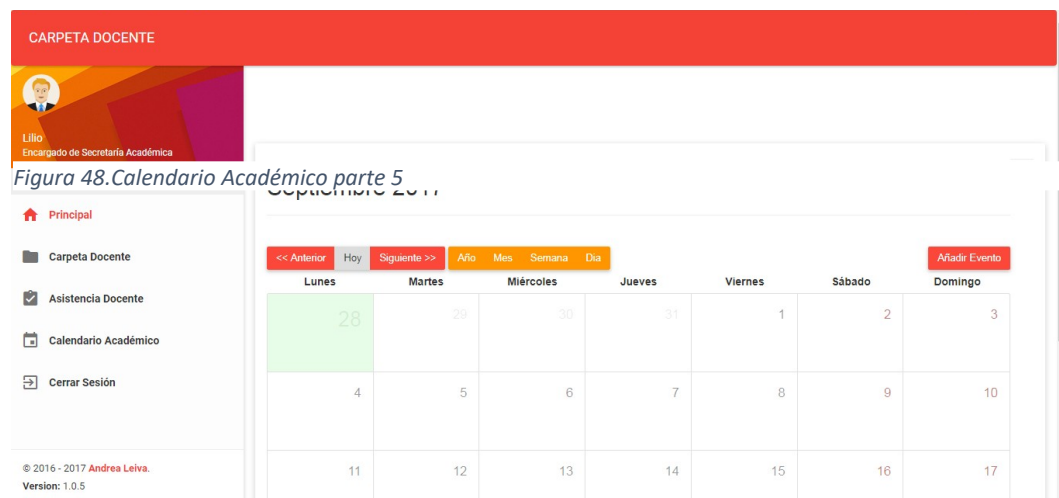 CARPETA DOCENTE
Lilio
Encargado de Secretaría Académica
Figura 48.Calendario Académico parte 5
Septiembre 2017
Principal
Carpeta Docente
Asistencia Docente
Calendario Académico
Cerrar Sesión
© 2016 - 2017 Andrea Leiva.
Version: 1.0.5
<< Anterior Hoy Siguiente >> Año Mes Semana Dia Añadir Evento
Lunes Martes Miércoles Jueves Viernes Sábado Domingo
28 29 30 31 1 2 3
4 5 6 7 8 9 10
11 12 13 14 15 16 17